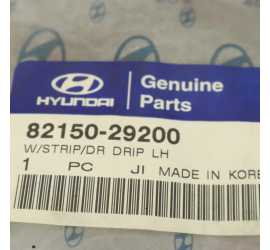 Genuine
Parts
HYUNDAI
82150-29200
W/STRIP/DR DRIP LH
1 PC JI MADE IN KORE